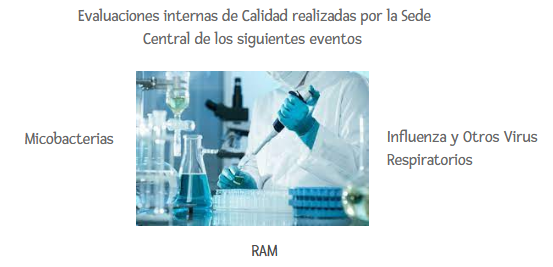 Evaluaciones internas de Calidad realizadas por la Sede
Central de los siguientes eventos
Micobacterias
Influenza y Otros Virus
Respiratorios
RAM